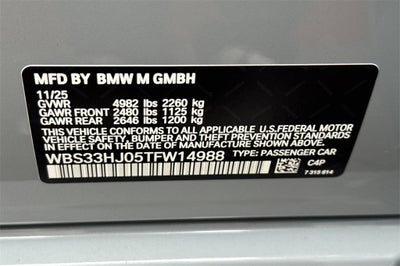 MFD BY BMW M GMBH
11/25
GVWR 4982 lbs 2260 kg
GAWR FRONT 2480 lbs 1125 kg
GAWR REAR 2646 lbs 1200 kg
THIS VEHICLE CONFORMS TO ALL APPLICABLE U.S.FEDERAL MOTOR
VEHICLE SAFETY, BUMPER, AND THEFT PREVENTION
STANDARDS IN EFFECT ON THE DATE OF MANUFACTURE SHOWN ABOVE.
WBS33HJ05TFW14988 TYPE: PASSENGER CAR
C4P
7 315 614